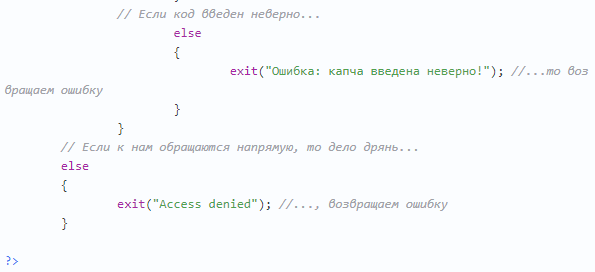 // Если код введен неверно...
else
{
exit("Ошибка: капча введена неверно!"); //...то воз
вращаем ошибку
}
}
// Если к нам обращаются напрямую, то дело дрянь...
else
{
exit("Access denied"); //..., возвращаем ошибку
}
?>